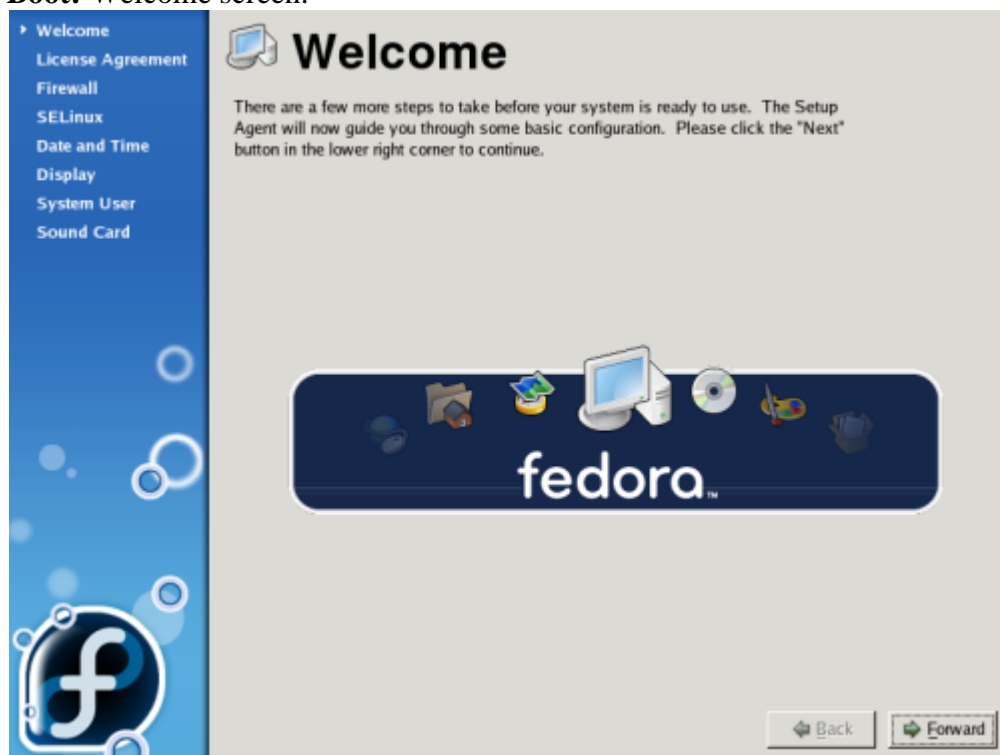 Boot: Welcome screen.
Welcome
License Agreement
Firewall
SELinux
Date and Time
Display
System User
Sound Card
Welcome
There are a few more steps to take before your system is ready to use. The Setup
Agent will now guide you through some basic configuration. Please click the "Next"
button in the lower right corner to continue.
fedora™
Back
Forward